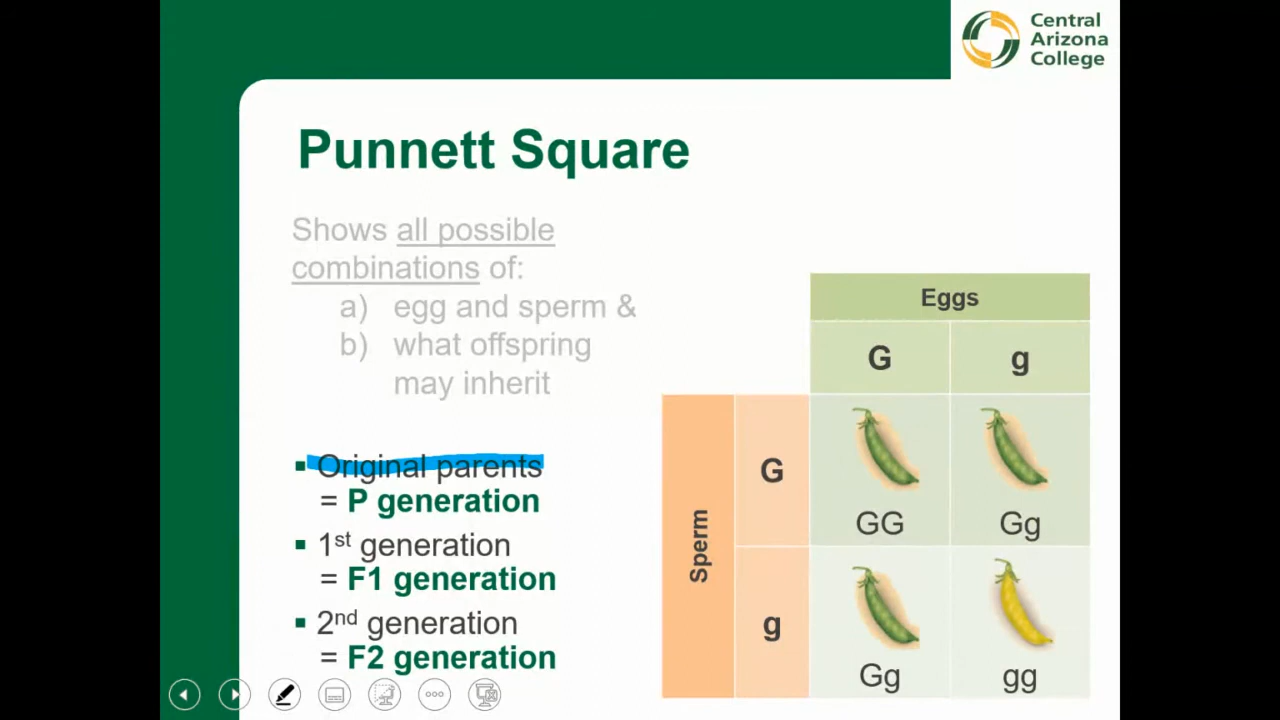 Central
Arizona
College
Punnett Square
Shows all possible
combinations of:
a) egg and sperm &
b) what offspring
may inherit
▪ Original parents
= P generation
▪ 1st generation
= F1 generation
▪ 2nd generation
= F2 generation
Eggs
G g
Sperm
G
GG Gg
g
Gg gg